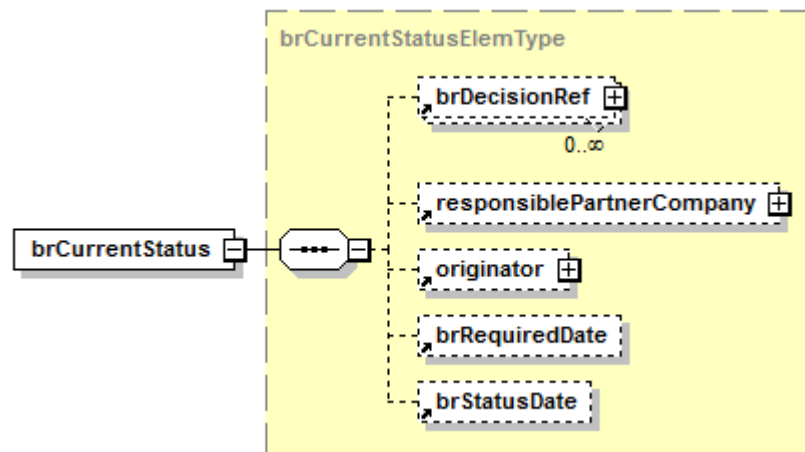 brCurrentStatusElemType
brDecisionRef
0..∞
responsiblePartnerCompany
brCurrentStatus
originator
brRequiredDate
brStatusDate